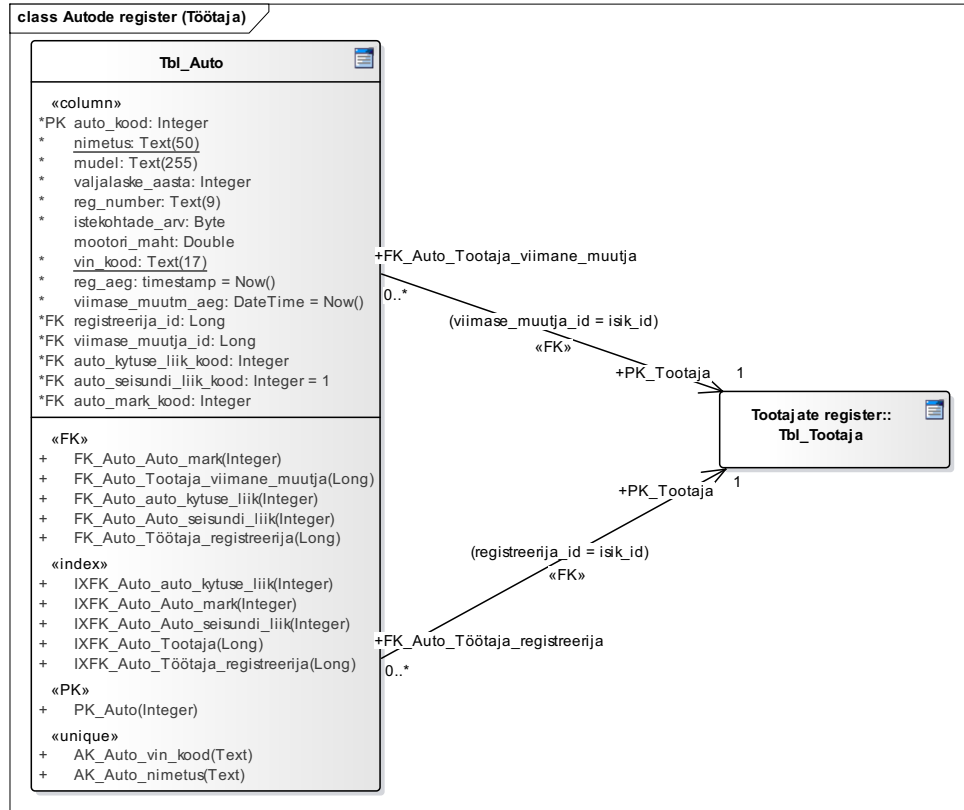 class Autode register (Töötaja)
Tbl_Auto
«column»
*PK auto_kood: Integer
* nimetus: Text(50)
* mudel: Text(255)
* valjalaske_aasta: Integer
* reg_number: Text(9)
* istekohtade_arv: Byte
mootori_maht: Double
* vin_kood: Text(17)
* reg_aeg: timestamp = Now()
* viimase_muutm_aeg: DateTime = Now()
*FK registreerija_id: Long
*FK viimase_muutja_id: Long
*FK auto_kytuse_liik_kood: Integer
*FK auto_seisundi_liik_kood: Integer = 1
*FK auto_mark_kood: Integer
«FK»
+ FK_Auto_Auto_mark(Integer)
+ FK_Auto_Tootaja_viimane_muutja(Long)
+ FK_Auto_auto_kytuse_liik(Integer)
+ FK_Auto_Auto_seisundi_liik(Integer)
+ FK_Auto_Töötaja_registreerija(Long)
«index»
+ IXFK_Auto_auto_kytuse_liik(Integer)
+ IXFK_Auto_Auto_mark(Integer)
+ IXFK_Auto_Auto_seisundi_liik(Integer)
+ IXFK_Auto_Tootaja(Long)
+ IXFK_Auto_Töötaja_registreerija(Long)
«PK»
+ PK_Auto(Integer)
«unique»
+ AK_Auto_vin_kood(Text)
+ AK_Auto_nimetus(Text)
+FK_Auto_Tootaja_viimane_muutja
0..*
(viimase_muutja_id = isik_id)
«FK»
+PK_Tootaja 1
Tootajate register::
Tbl_Tootaja
+PK_Tootaja 1
(registreerija_id = isik_id)
«FK»
+FK_Auto_Töötaja_registreerija
0..*